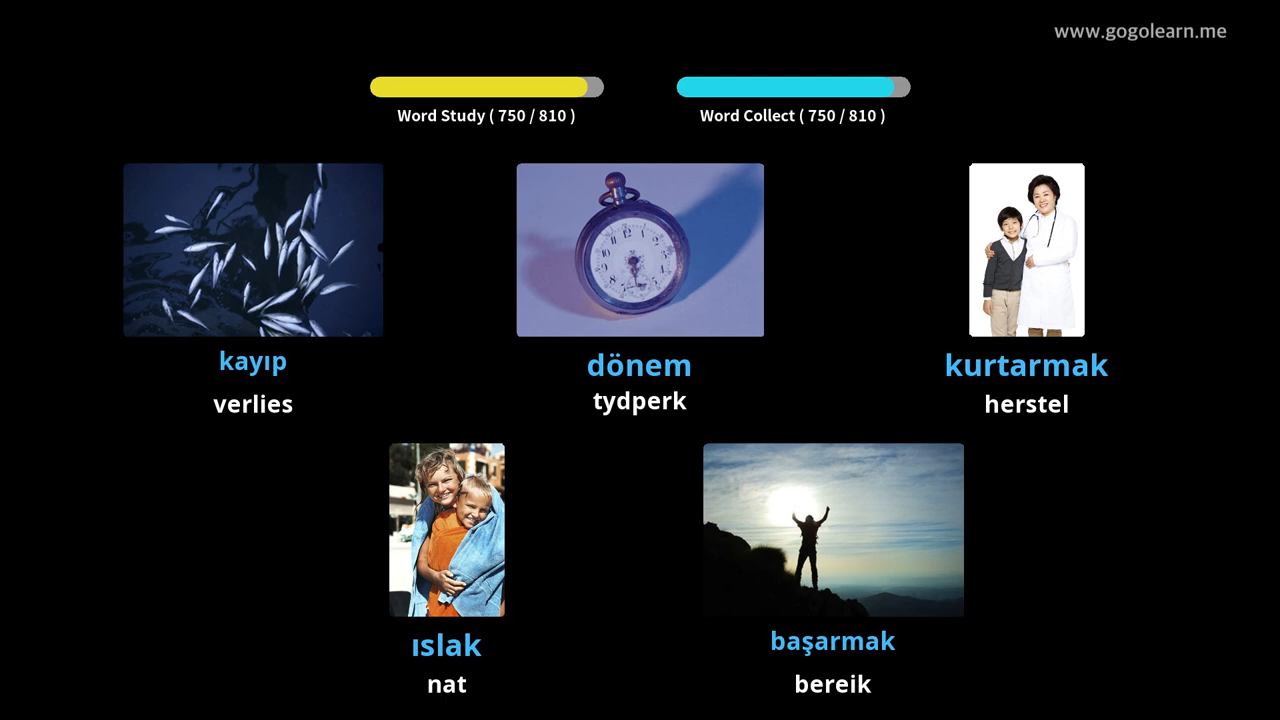 www.gogolearn.me
Word Study ( 750 / 810 )
Word Collect ( 750 / 810 )
kayıp
verlies
dönem
tydperk
kurtarmak
herstel
ıslak
nat
başarmak
bereik